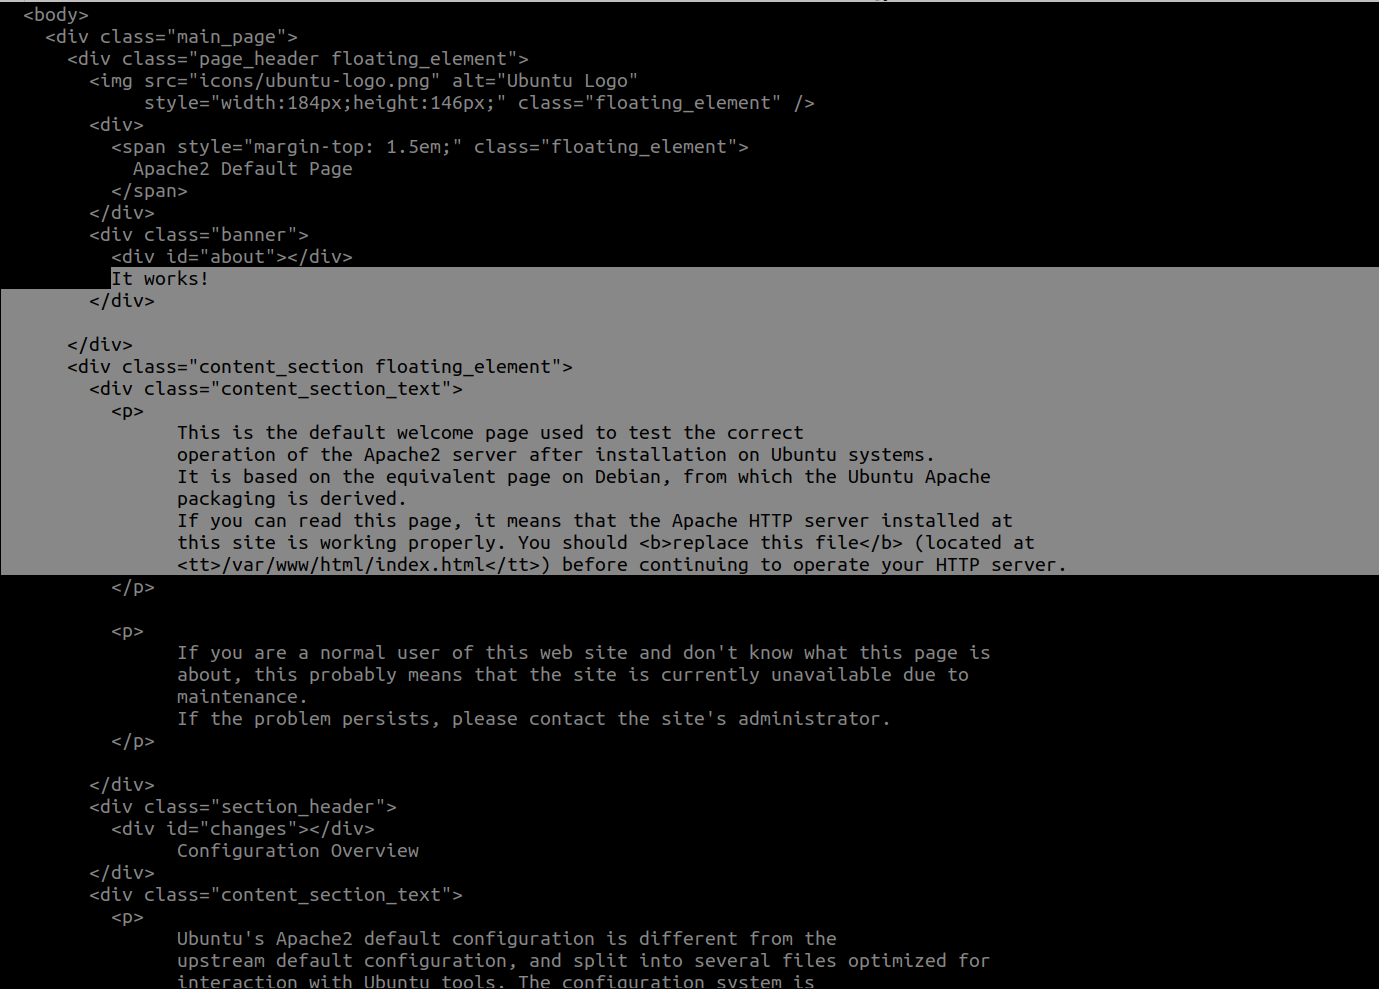 <body>
<div class="main_page">
<div class="page_header floating_element">
<img src="icons/ubuntu-logo.png" alt="Ubuntu Logo"
style="width:184px;height:146px;" class="floating_element" />
<div>
<span style="margin-top: 1.5em;" class="floating_element">
Apache2 Default Page
</span>
</div>
<div class="banner">
<div id="about"></div>
It works!
</div>
</div>
<div class="content_section floating_element">
<div class="content_section_text">
<p>
This is the default welcome page used to test the correct
operation of the Apache2 server after installation on Ubuntu systems.
It is based on the equivalent page on Debian, from which the Ubuntu Apache
packaging is derived.
If you can read this page, it means that the Apache HTTP server installed at
this site is working properly. You should <b>replace this file</b> (located at
<tt>/var/www/html/index.html</tt>) before continuing to operate your HTTP server.
</p>
<p>
If you are a normal user of this web site and don't know what this page is
about, this probably means that the site is currently unavailable due to
maintenance.
If the problem persists, please contact the site's administrator.
</p>
</div>
<div class="section_header">
<div id="changes"></div>
Configuration Overview
</div>
<div class="content_section_text">
<p>
Ubuntu's Apache2 default configuration is different from the
upstream default configuration, and split into several files optimized for
interaction with Ubuntu tools. The configuration system is